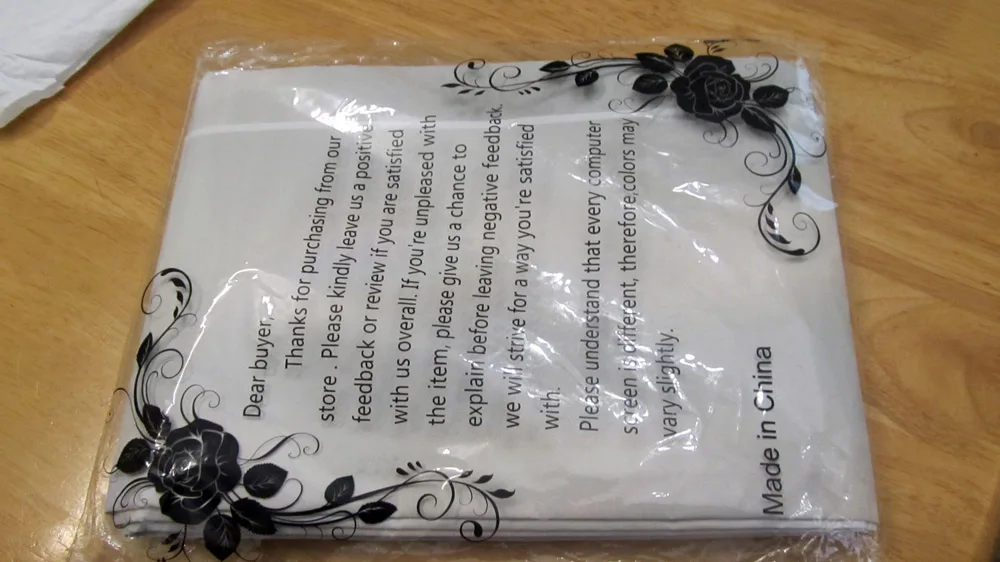 Dear buyer,
Thanks for purchasing from our
store . Please kindly leave us a positive
feedback or review if you are satisfied
with us overall. If you're unpleased with
the item, please give us a chance to
explain before leaving negative feedback.
we will strive for a way you're satisfied
with.
Please understand that every computer
screen is different, therefore,colors may
vary slightly.
Made in China